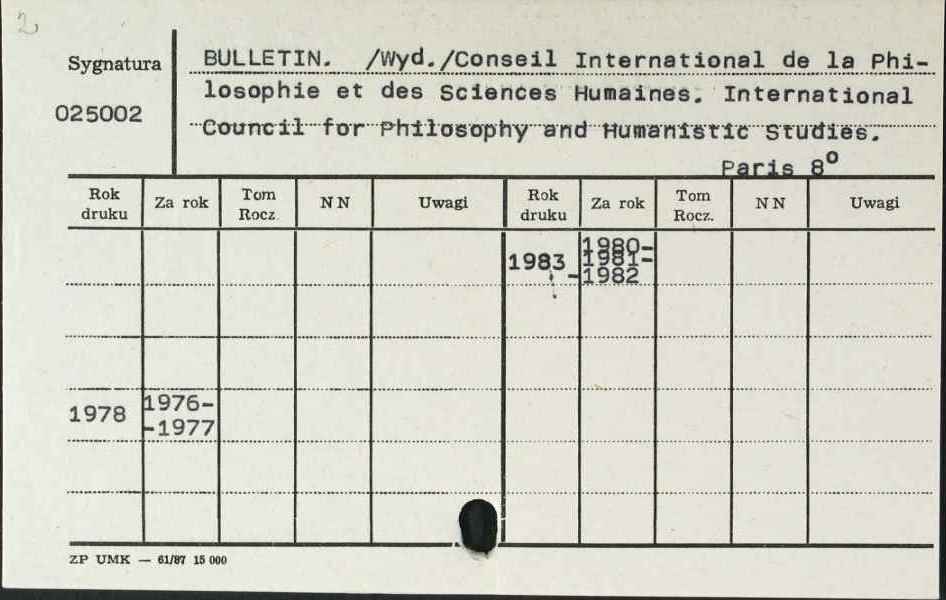 2
Sygnatura
025002
BULLETIN. /Wyd./Conseil International de la Phi-
losophie et des Sciences Humaines. International
Council for Philosophy and Humanistic Studies.
Paris 8°
Rok druku Za rok Tom Rocz. NN Uwagi Rok druku Za rok Tom Rocz. NN Uwagi
1983 1980-
1981-
-1982
1978 1976-
-1977
ZP UMK — 61/87 15 000